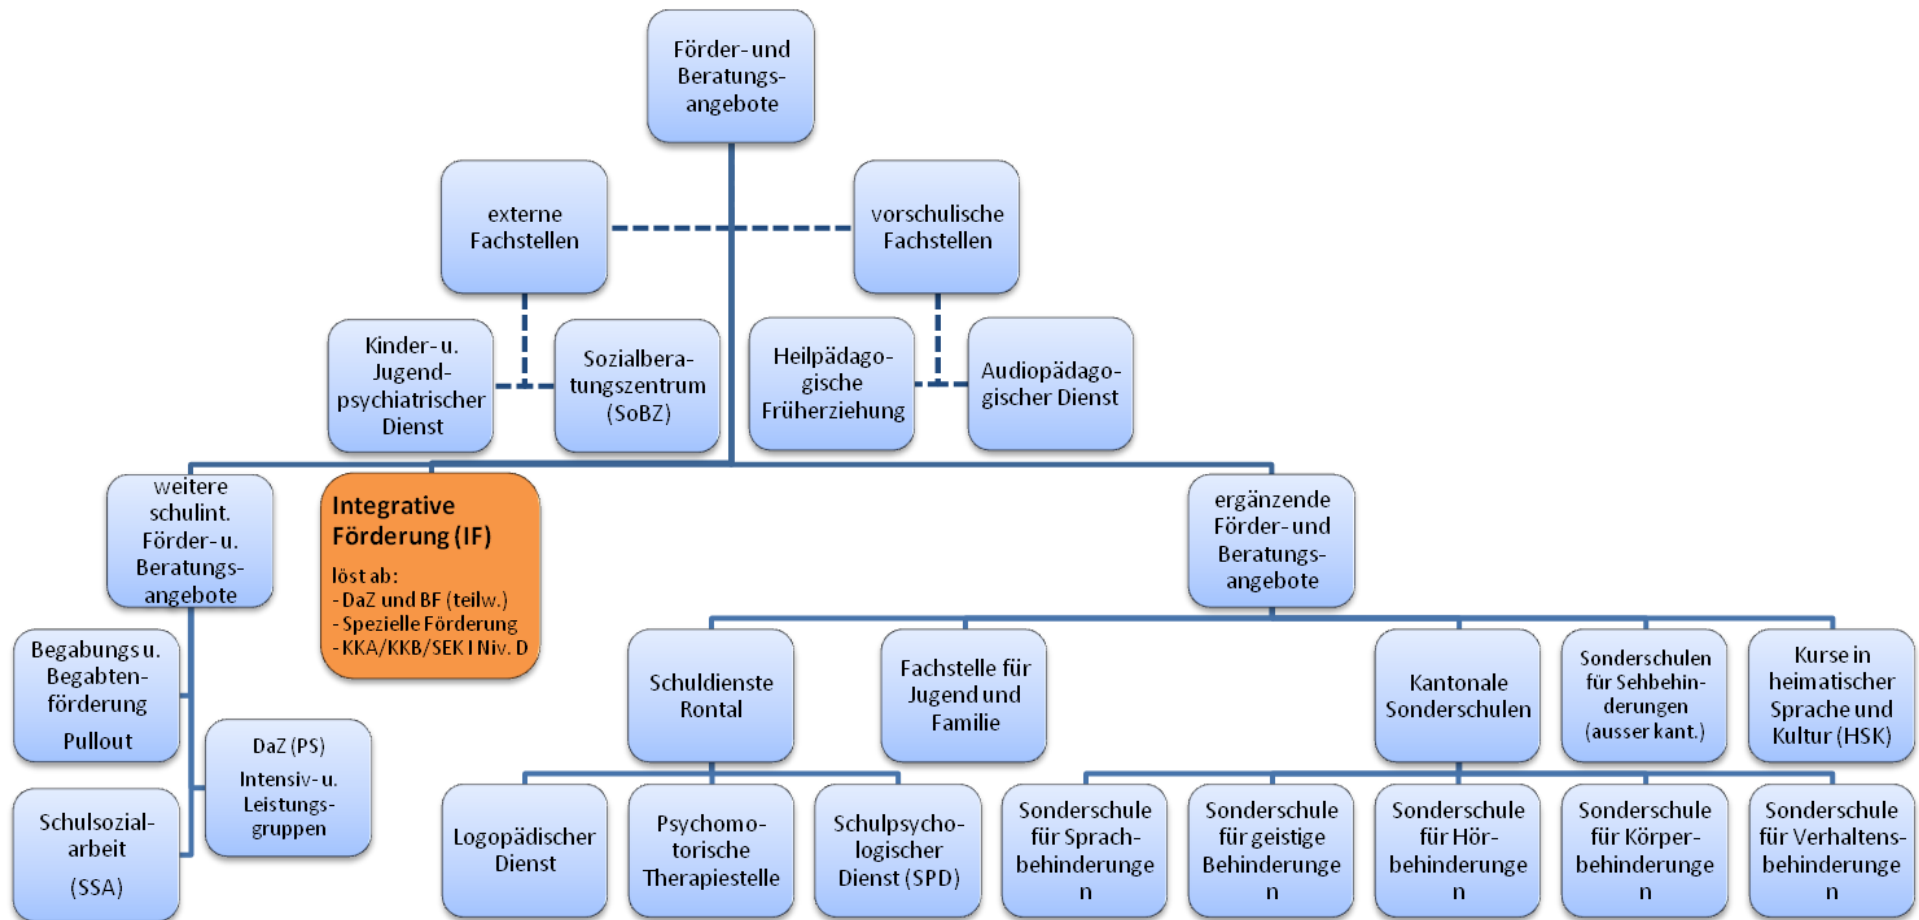 Förder- und
Beratungs-
angebote
externe
Fachstellen
vorschulische
Fachstellen
Kinder- u.
Jugend-
psychiatrischer
Dienst
Sozialbera-
tungszentrum
(SoBZ)
Heilpädago-
gische
Früherziehung
Audiopädago-
gischer Dienst
weitere
schulint.
Förder- u.
Beratungs-
angebote
Integrative
Förderung (IF)
löst ab:
- DaZ und BF (teilw.)
- Spezielle Förderung
- KKA/KKB/SEK I Niv. D
ergänzende
Förder- und
Beratungs-
angebote
Begabungs u.
Begabten-
förderung
Pullout
DaZ (PS)
Intensiv- u.
Leistungs-
gruppen
Schulsozial-
arbeit
(SSA)
Schuldienste
Rontal
Fachstelle für
Jugend und
Familie
Kantonale
Sonderschulen
Sonderschulen
für Sehbehin-
derungen
(ausser kant.)
Kurse in
heimatischer
Sprache und
Kultur (HSK)
Logopädischer
Dienst
Psychomo-
torische
Therapiestelle
Schulpsycho-
logischer
Dienst (SPD)
Sonderschule
für Sprach-
behinderunge
n
Sonderschule
für geistige
Behinderunge
n
Sonderschule
für Hör-
behinderunge
n
Sonderschule
für Körper-
behinderunge
n
Sonderschule
für Verhaltens-
behinderunge
n